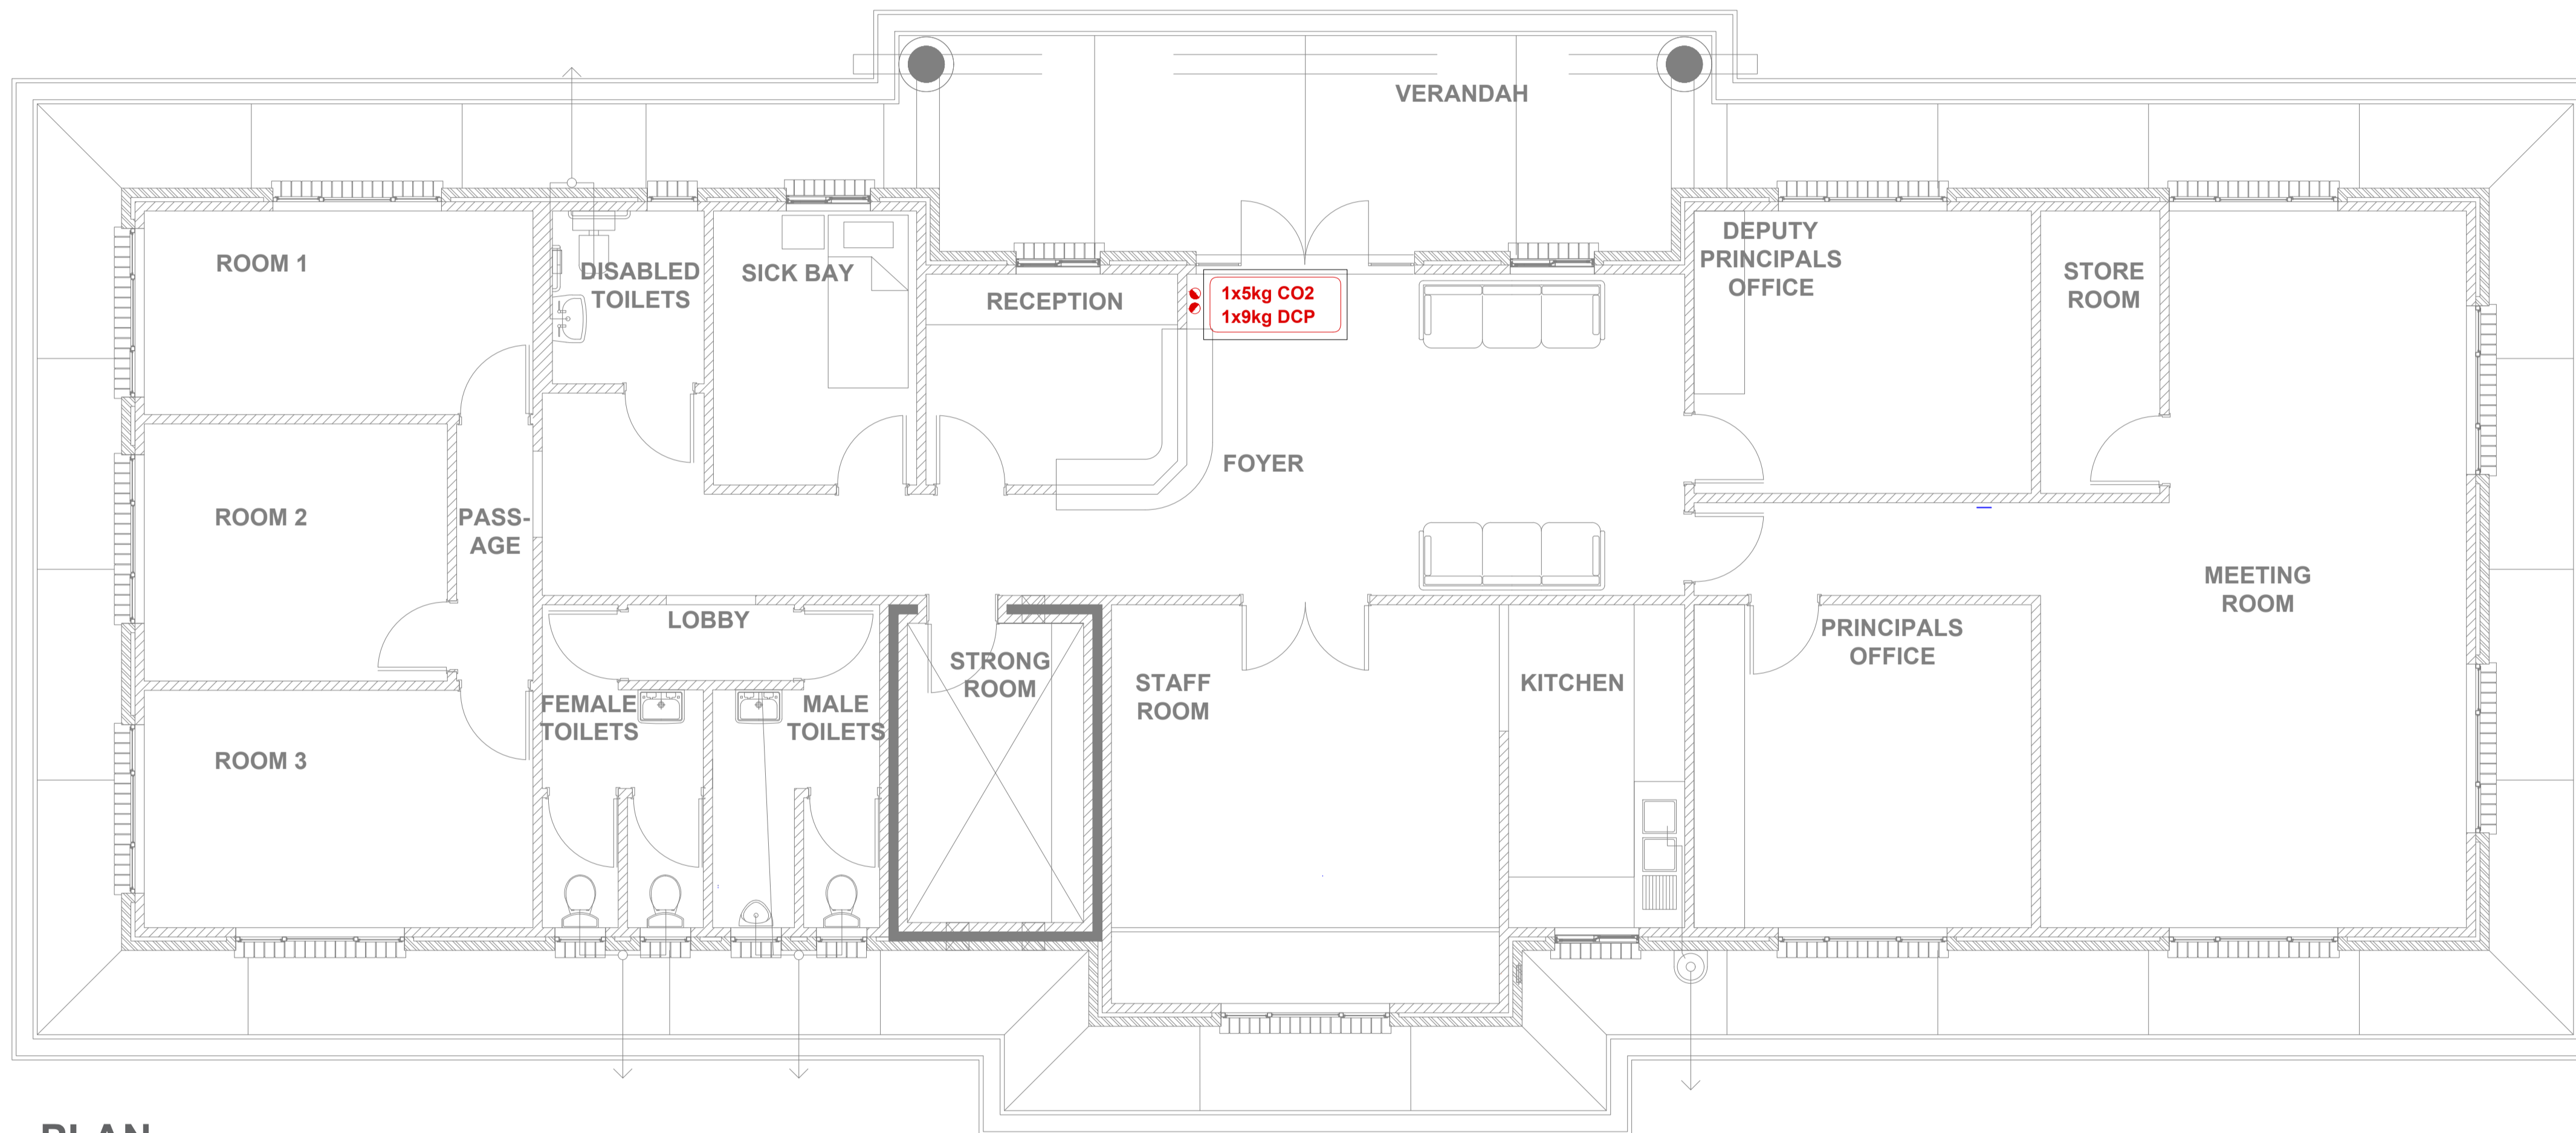 VERANDAH
ROOM 1
DISABLED
TOILETS
SICK BAY
RECEPTION
1x5kg CO2
1x9kg DCP
DEPUTY
PRINCIPALS
OFFICE
STORE
ROOM
FOYER
ROOM 2
PASS-
AGE
MEETING
ROOM
LOBBY
STRONG
ROOM
PRINCIPALS
OFFICE
FEMALE
TOILETS
MALE
TOILETS
STAFF
ROOM
KITCHEN
ROOM 3
PLAN